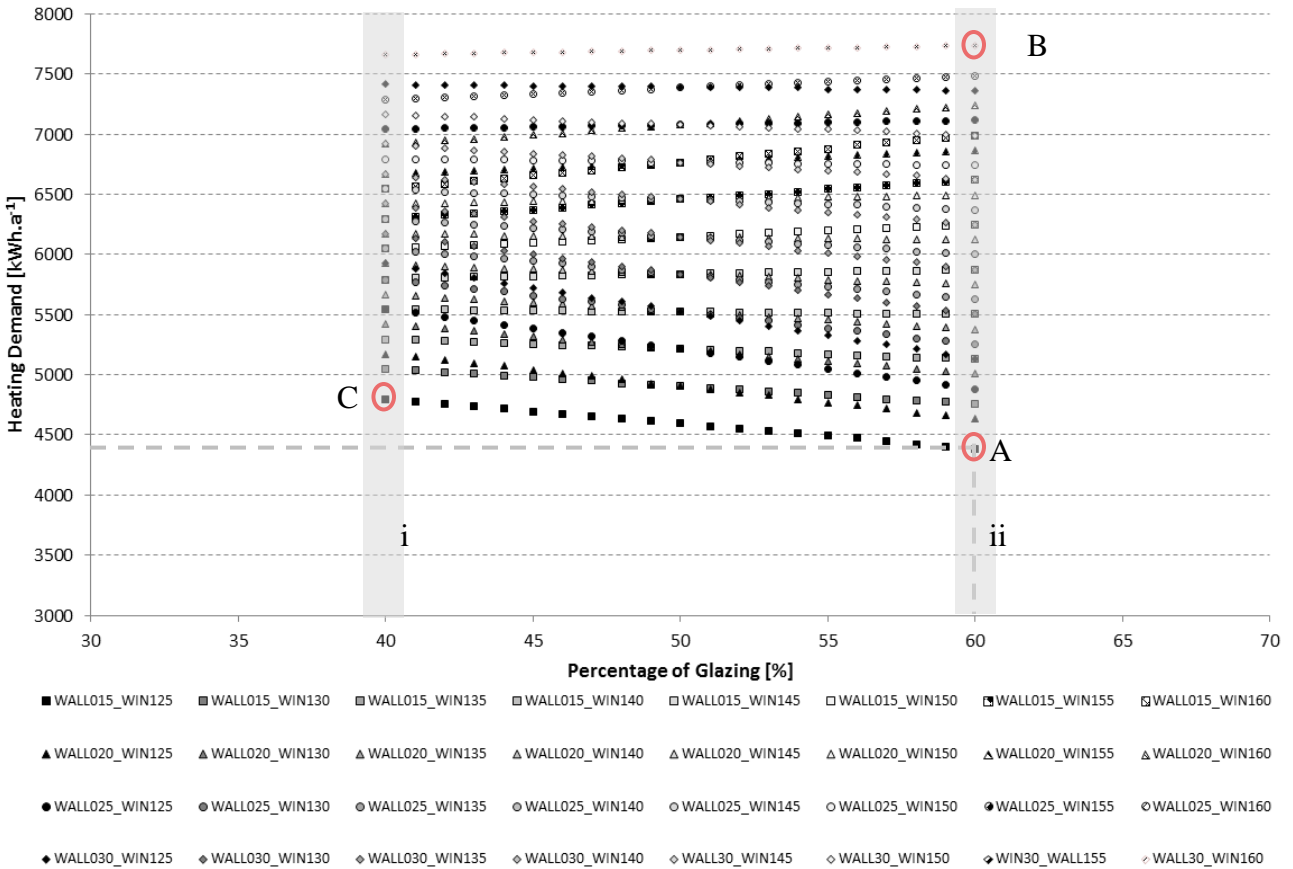 8000
7500
7000
6500
6000
5500
5000
4500
4000
3500
3000
Heating Demand [kWh.a⁻¹]
B
C
A
i
ii
30 35 40 45 50 55 60 65 70
Percentage of Glazing [%]
WALL015_WIN125 WALL015_WIN130 WALL015_WIN135 WALL015_WIN140 WALL015_WIN145 WALL015_WIN150 WALL015_WIN155 WALL015_WIN160
WALL020_WIN125 WALL020_WIN130 WALL020_WIN135 WALL020_WIN140 WALL020_WIN145 WALL020_WIN150 WALL020_WIN155 WALL020_WIN160
WALL025_WIN125 WALL025_WIN130 WALL025_WIN135 WALL025_WIN140 WALL025_WIN145 WALL025_WIN150 WALL025_WIN155 WALL025_WIN160
WALL030_WIN125 WALL030_WIN130 WALL030_WIN135 WALL030_WIN140 WALL30_WIN145 WALL30_WIN150 WIN30_WALL155 WALL30_WIN160